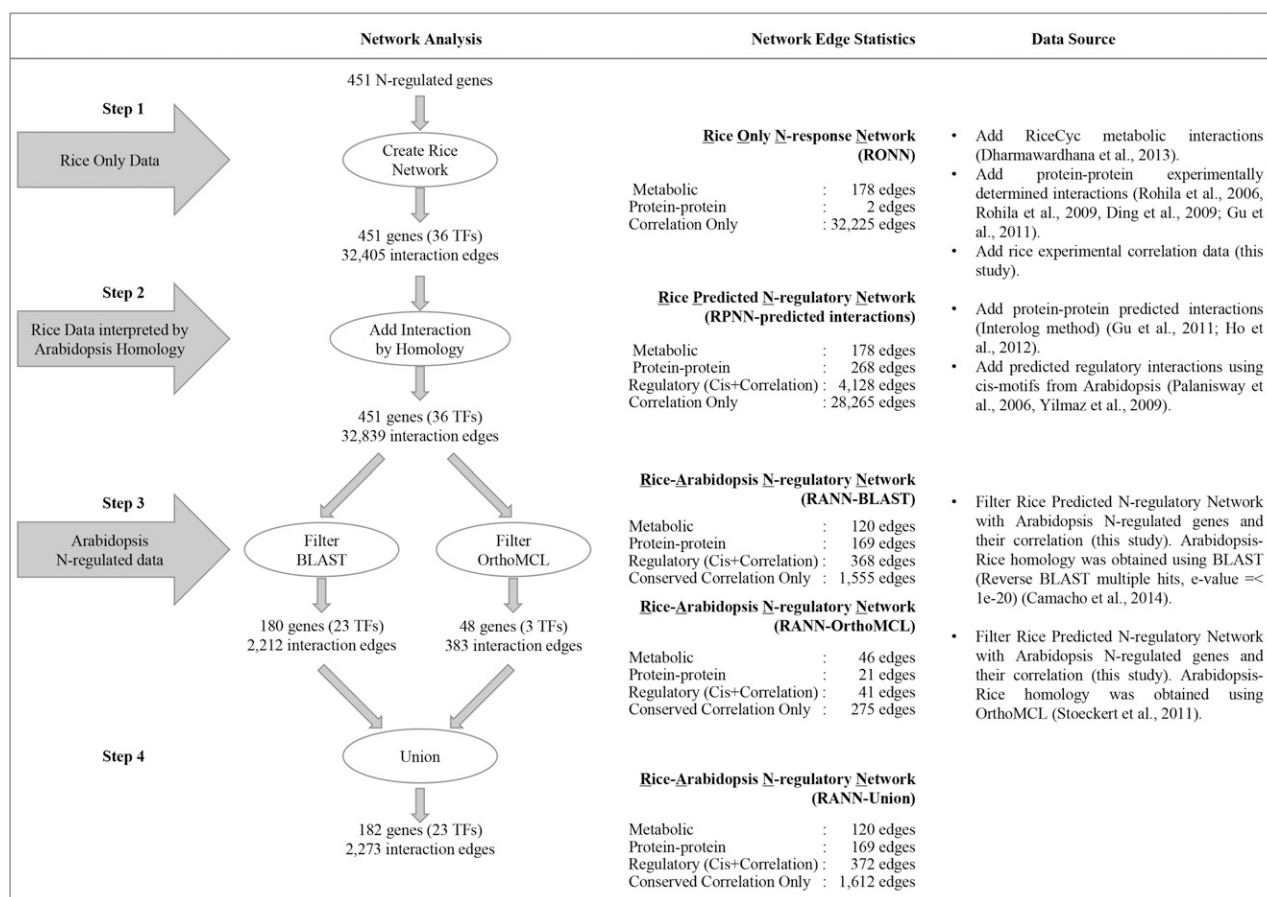 Network Analysis
Network Edge Statistics
Data Source
451 N-regulated genes
Step 1
Rice Only Data
Create Rice
Network
451 genes (36 TFs)
32,405 interaction edges
Rice Only N-response Network
(RONN)
Metabolic : 178 edges
Protein-protein : 2 edges
Correlation Only : 32,225 edges
• Add RiceCyc metabolic interactions
(Dharmawardhana et al., 2013).
• Add protein-protein experimentally
determined interactions (Rohila et al., 2006,
Rohila et al., 2009, Ding et al., 2009; Gu et
al., 2011).
• Add rice experimental correlation data (this
study).
Step 2
Rice Data interpreted by
Arabidopsis Homology
Add Interaction
by Homology
451 genes (36 TFs)
32,839 interaction edges
Rice Predicted N-regulatory Network
(RPNN-predicted interactions)
Metabolic : 178 edges
Protein-protein : 268 edges
Regulatory (Cis+Correlation) : 4,128 edges
Correlation Only : 28,265 edges
• Add protein-protein predicted interactions
(Interolog method) (Gu et al., 2011; Ho et
al., 2012).
• Add predicted regulatory interactions using
cis-motifs from Arabidopsis (Palanisway et
al., 2006, Yilmaz et al., 2009).
Step 3
Arabidopsis
N-regulated data
Filter
BLAST
Filter
OrthoMCL
180 genes (23 TFs)
2,212 interaction edges
48 genes (3 TFs)
383 interaction edges
Rice-Arabidopsis N-regulatory Network
(RANN-BLAST)
Metabolic : 120 edges
Protein-protein : 169 edges
Regulatory (Cis+Correlation) : 368 edges
Conserved Correlation Only : 1,555 edges
Rice-Arabidopsis N-regulatory Network
(RANN-OrthoMCL)
Metabolic : 46 edges
Protein-protein : 21 edges
Regulatory (Cis+Correlation) : 41 edges
Conserved Correlation Only : 275 edges
• Filter Rice Predicted N-regulatory Network
with Arabidopsis N-regulated genes and
their correlation (this study). Arabidopsis-
Rice homology was obtained using BLAST
(Reverse BLAST multiple hits, e-value =<
1e-20) (Camacho et al., 2014).
• Filter Rice Predicted N-regulatory Network
with Arabidopsis N-regulated genes and
their correlation (this study). Arabidopsis-
Rice homology was obtained using
OrthoMCL (Stoeckert et al., 2011).
Step 4
Union
182 genes (23 TFs)
2,273 interaction edges
Rice-Arabidopsis N-regulatory Network
(RANN-Union)
Metabolic : 120 edges
Protein-protein : 169 edges
Regulatory (Cis+Correlation) : 372 edges
Conserved Correlation Only : 1,612 edges